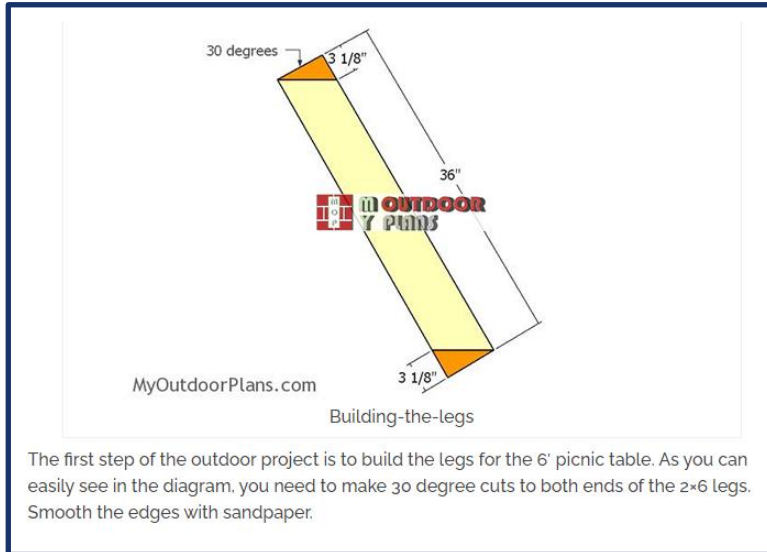 30 degrees
3 1/8"
36"
MOP
M OUTDOOR
Y PLANS
3 1/8"
MyOutdoorPlans.com
Building-the-legs
The first step of the outdoor project is to build the legs for the 6' picnic table. As you can
easily see in the diagram, you need to make 30 degree cuts to both ends of the 2×6 legs.
Smooth the edges with sandpaper.